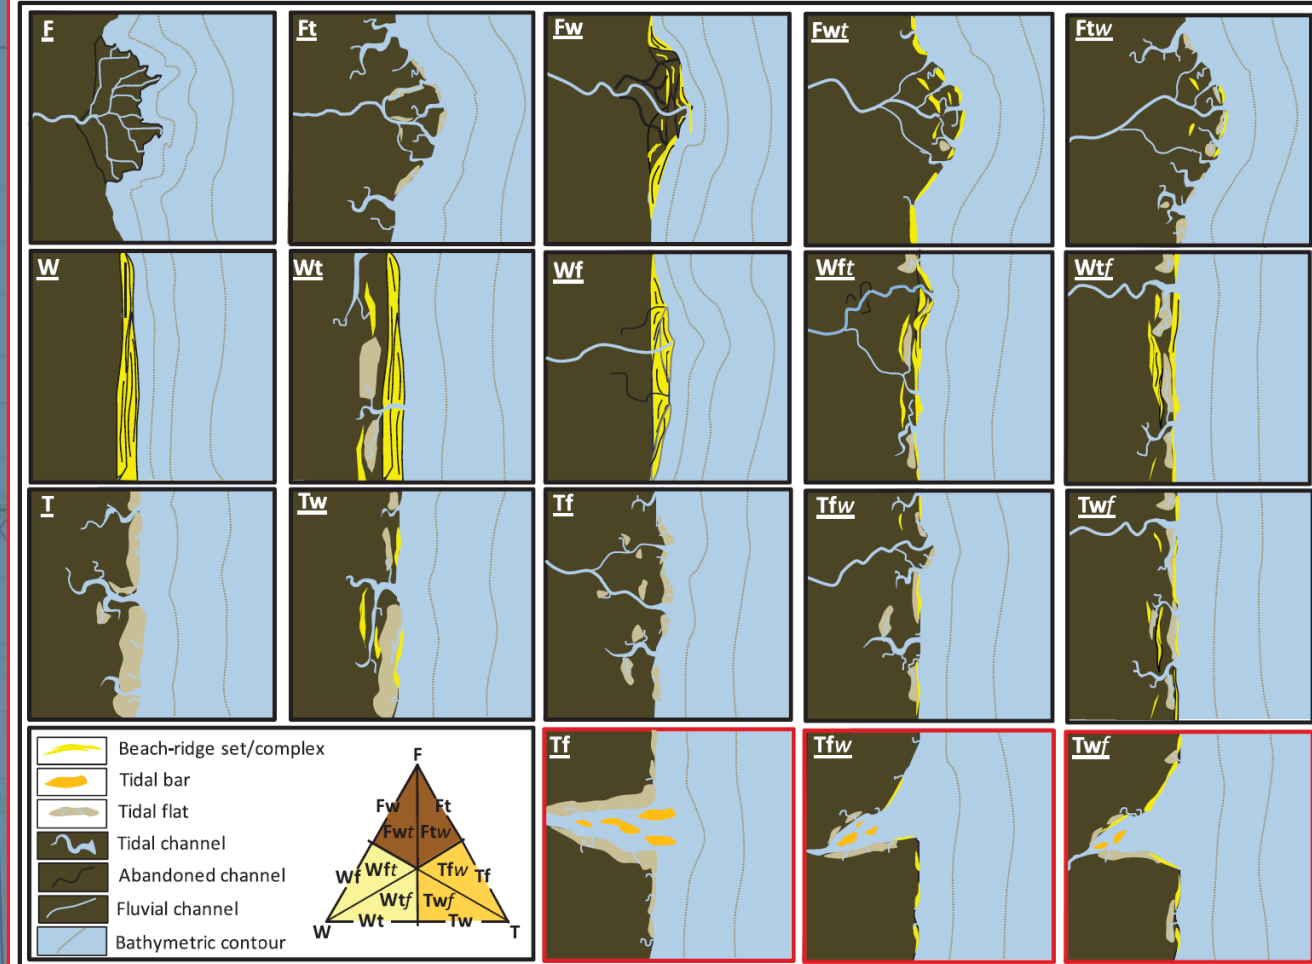 F
Ft
Fw
Fwt
Ftw
W
Wt
Wf
Wft
Wtf
T
Tw
Tf
Tfw
Twf
Beach-ridge set/complex
Tidal bar
Tidal flat
Tidal channel
Abandoned channel
Fluvial channel
Bathymetric contour
F
Fw Ft
Fwt Ftw
Wf Wft Tfw Tf
Wtf Twf
W Wt Tw T
Tf
Tfw
Twf